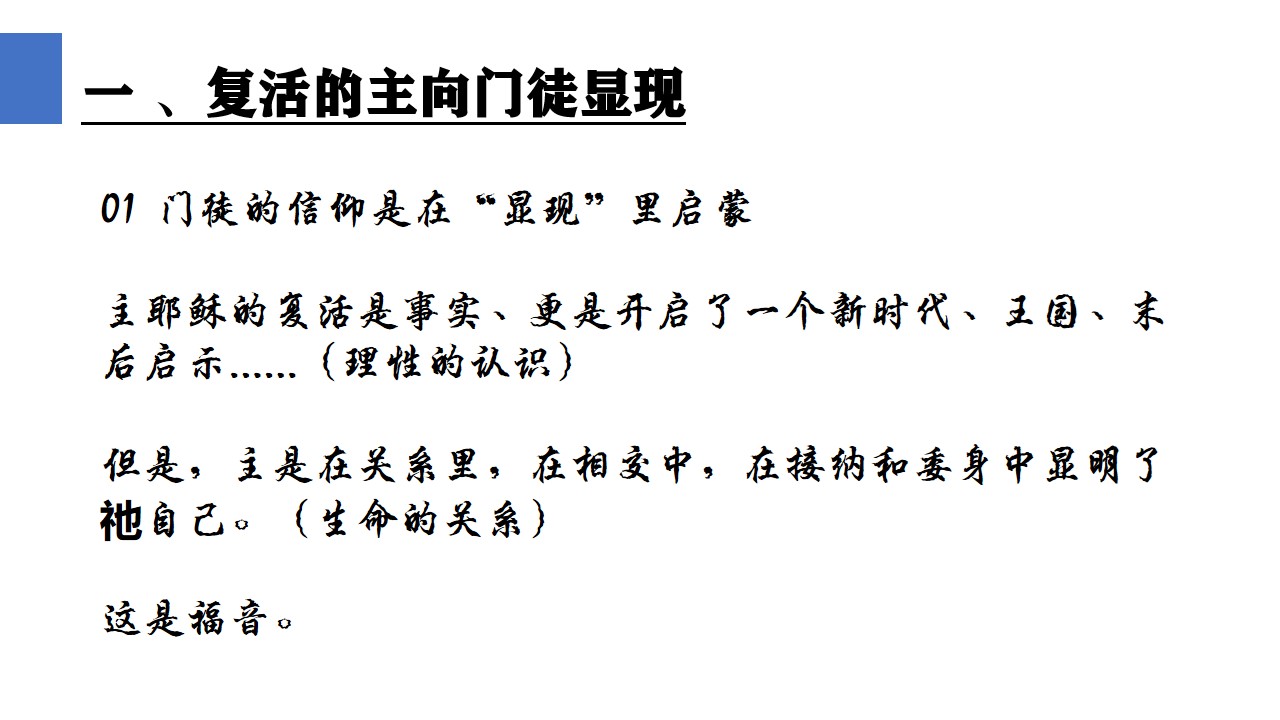 一 、复活的主向门徒显现
01 门徒的信仰是在“显现”里启蒙
主耶稣的复活是事实、更是开启了一个新时代、王国、末
后启示......（理性的认识）
但是，主是在关系里，在相交中，在接纳和委身中显明了
祂自己。（生命的关系）
这是福音。